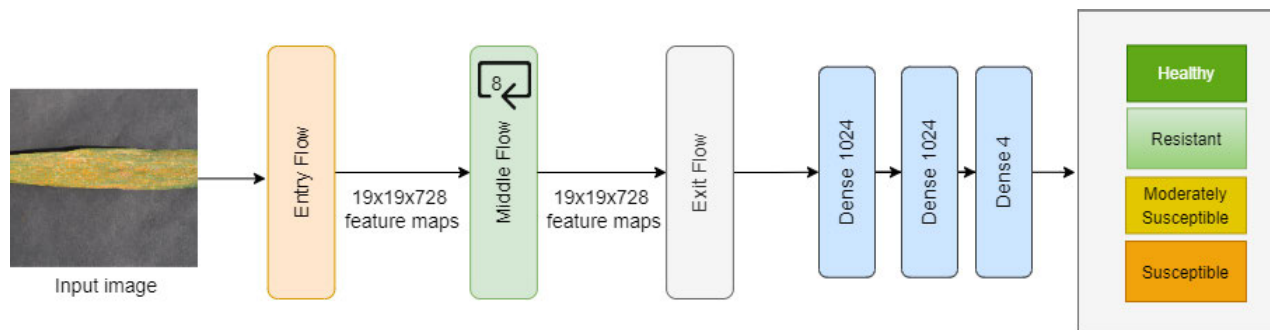 Input image
Entry Flow
19x19x728
feature maps
8
Middle Flow
19x19x728
feature maps
Exit Flow
Dense 1024
Dense 1024
Dense 4
Healthy
Resistant
Moderately
Susceptible
Susceptible